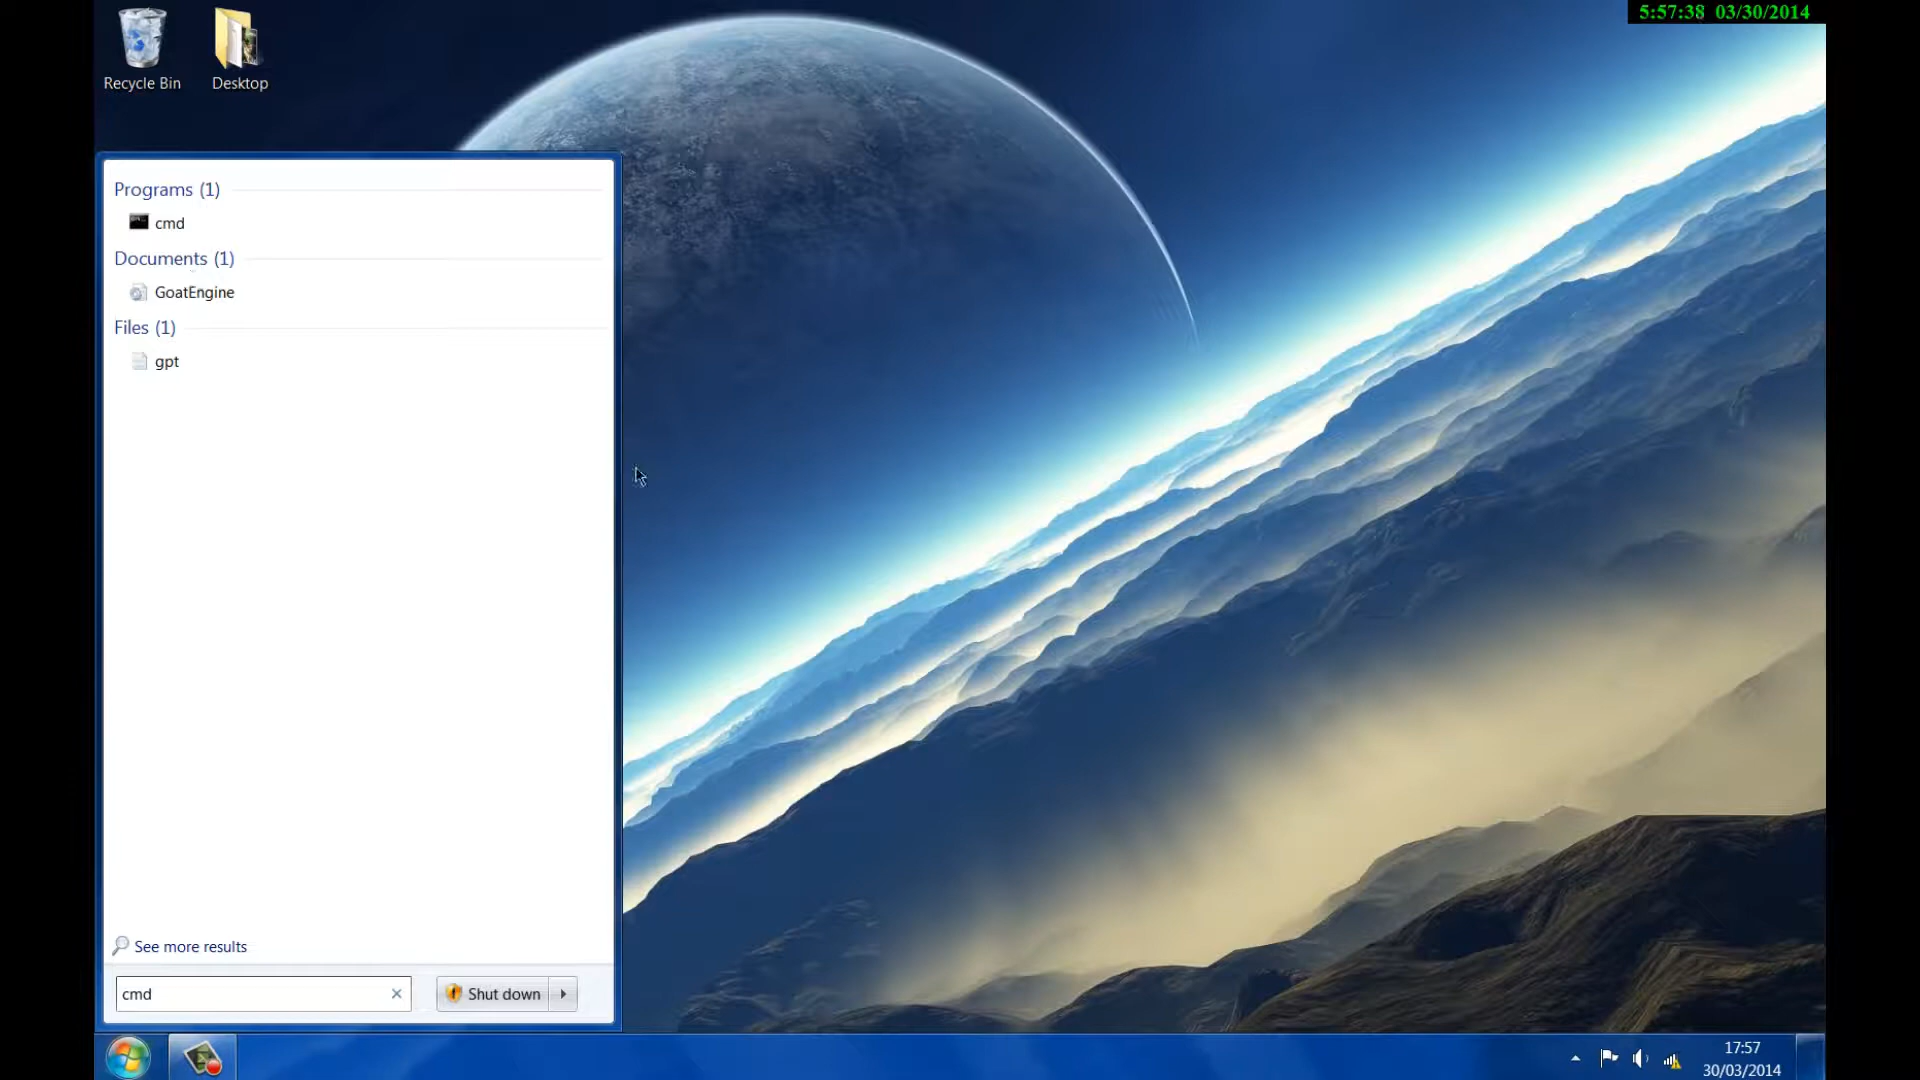 5:57:38 03/30/2014
Recycle Bin
Desktop
Programs (1)
cmd
Documents (1)
GoatEngine
Files (1)
gpt
See more results
cmd
Shut down
17:57
30/03/2014